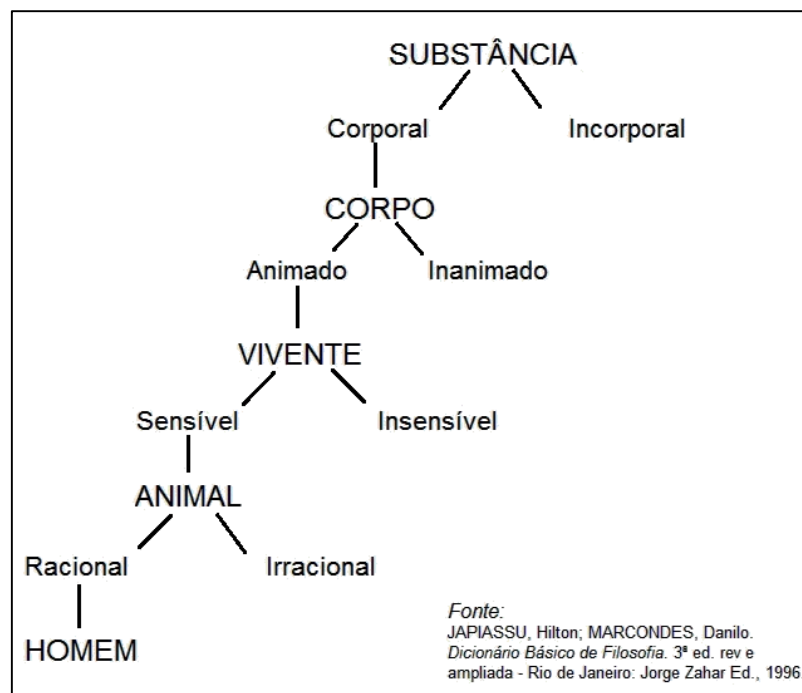 SUBSTÂNCIA
Corporal Incorporal
CORPO
Animado Inanimado
VIVENTE
Sensível Insensível
ANIMAL
Racional Irracional
HOMEM
Fonte:
JAPIASSU, Hilton; MARCONDES, Danilo.
Dicionário Básico de Filosofia. 3ª ed. rev e
ampliada - Rio de Janeiro: Jorge Zahar Ed., 1996